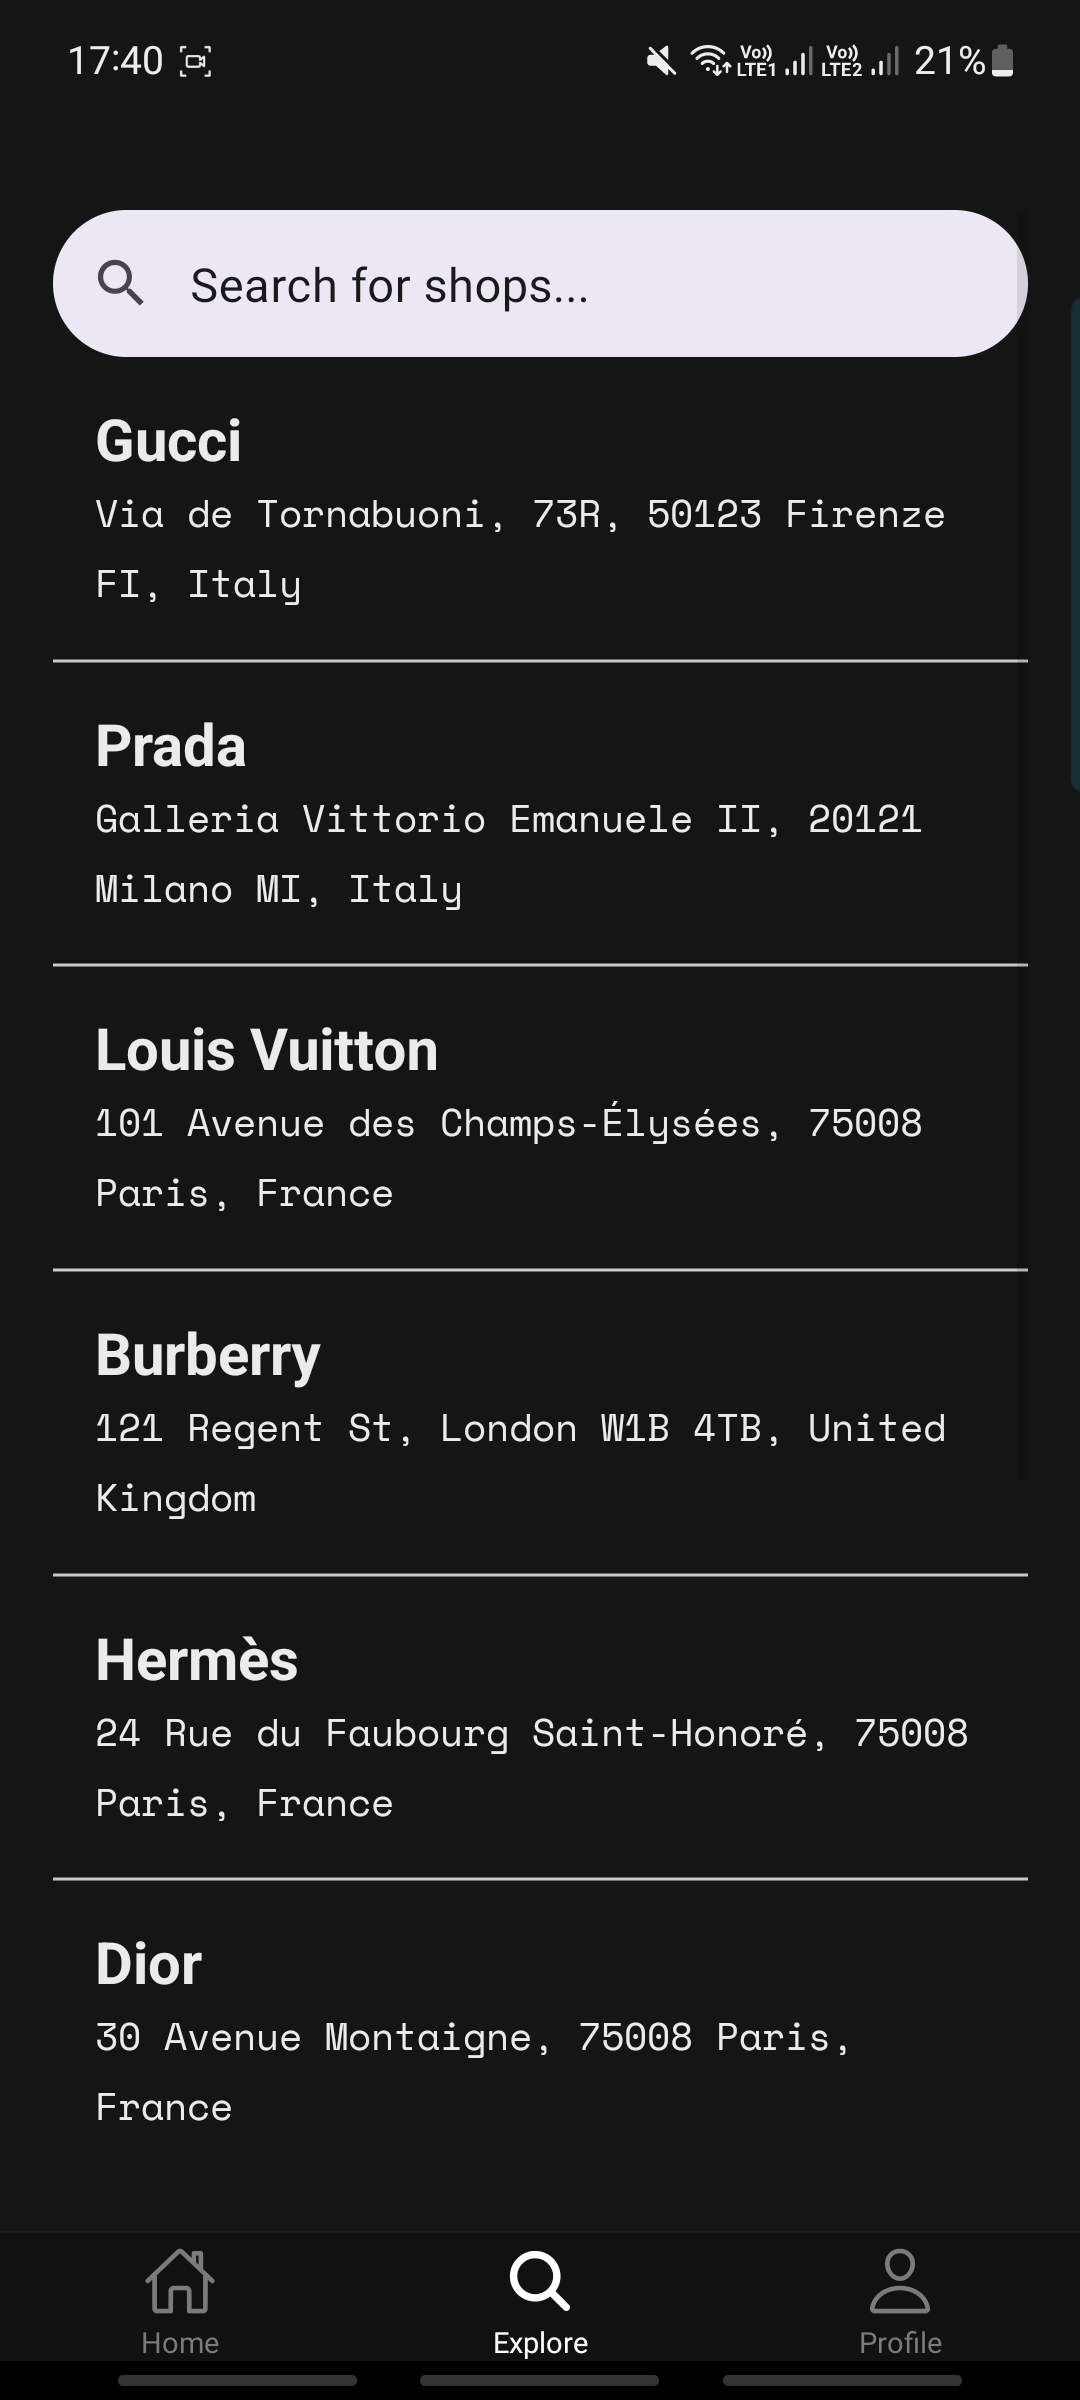 17:40
Vo)) LTE1 Vo)) LTE2 21%
Search for shops...
Gucci
Via de Tornabuoni, 73R, 50123 Firenze
FI, Italy
Prada
Galleria Vittorio Emanuele II, 20121
Milano MI, Italy
Louis Vuitton
101 Avenue des Champs-Élysées, 75008
Paris, France
Burberry
121 Regent St, London W1B 4TB, United
Kingdom
Hermès
24 Rue du Faubourg Saint-Honoré, 75008
Paris, France
Dior
30 Avenue Montaigne, 75008 Paris,
France
Home
Explore
Profile